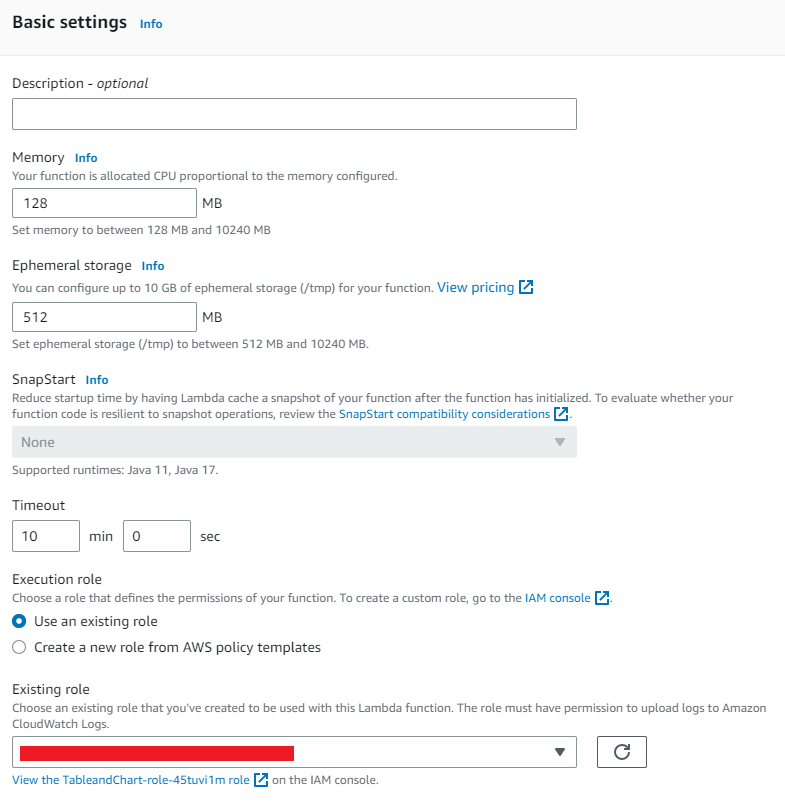 Basic settings Info
Description - optional
Memory Info
Your function is allocated CPU proportional to the memory configured.
128 MB
Set memory to between 128 MB and 10240 MB
Ephemeral storage Info
You can configure up to 10 GB of ephemeral storage (/tmp) for your function. View pricing
512 MB
Set ephemeral storage (/tmp) to between 512 MB and 10240 MB.
SnapStart Info
Reduce startup time by having Lambda cache a snapshot of your function after the function has initialized. To evaluate whether your
function code is resilient to snapshot operations, review the SnapStart compatibility considerations.
None
Supported runtimes: Java 11, Java 17.
Timeout
10 min 0 sec
Execution role
Choose a role that defines the permissions of your function. To create a custom role, go to the IAM console.
Use an existing role
Create a new role from AWS policy templates
Existing role
Choose an existing role that you've created to be used with this Lambda function. The role must have permission to upload logs to Amazon
CloudWatch Logs.
View the TableandChart-role-45tuvi1m role on the IAM console.